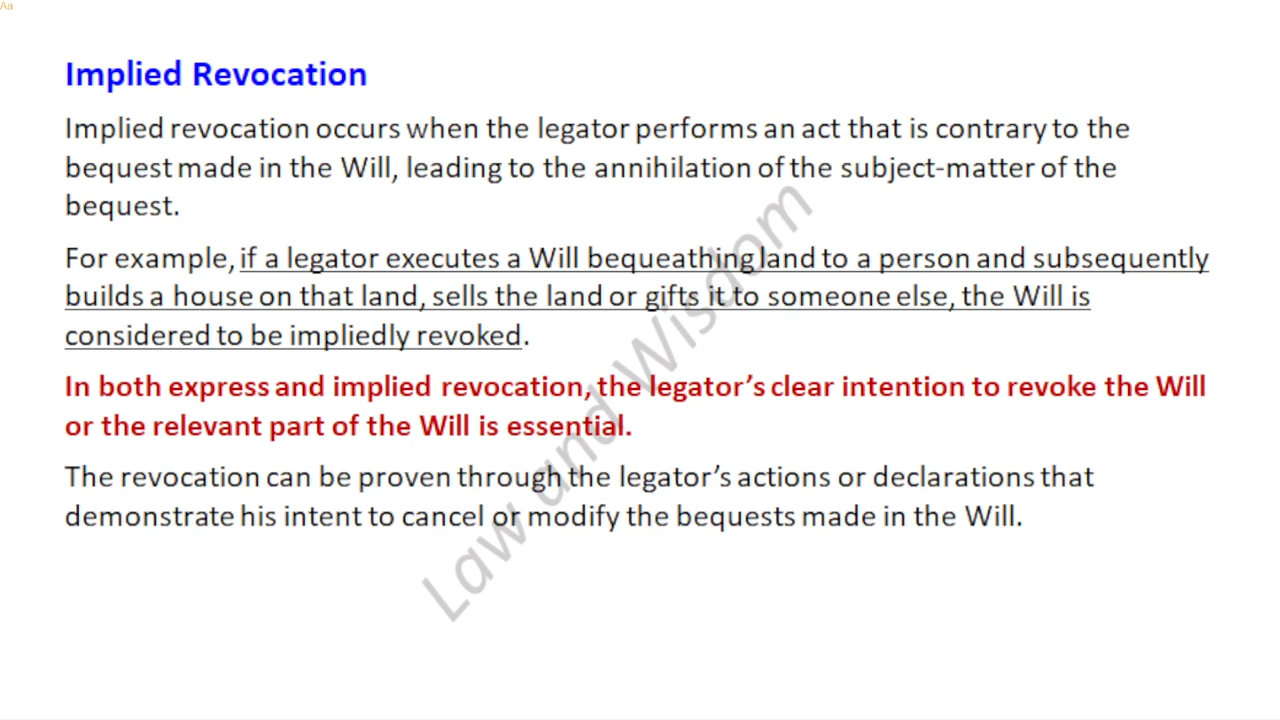 Aa
Implied Revocation
Implied revocation occurs when the legator performs an act that is contrary to the
bequest made in the Will, leading to the annihilation of the subject-matter of the
bequest.
For example, if a legator executes a Will bequeathing land to a person and subsequently
builds a house on that land, sells the land or gifts it to someone else, the Will is
considered to be impliedly revoked.
In both express and implied revocation, the legator’s clear intention to revoke the Will
or the relevant part of the Will is essential.
The revocation can be proven through the legator’s actions or declarations that
demonstrate his intent to cancel or modify the bequests made in the Will.
Law and Wisdom